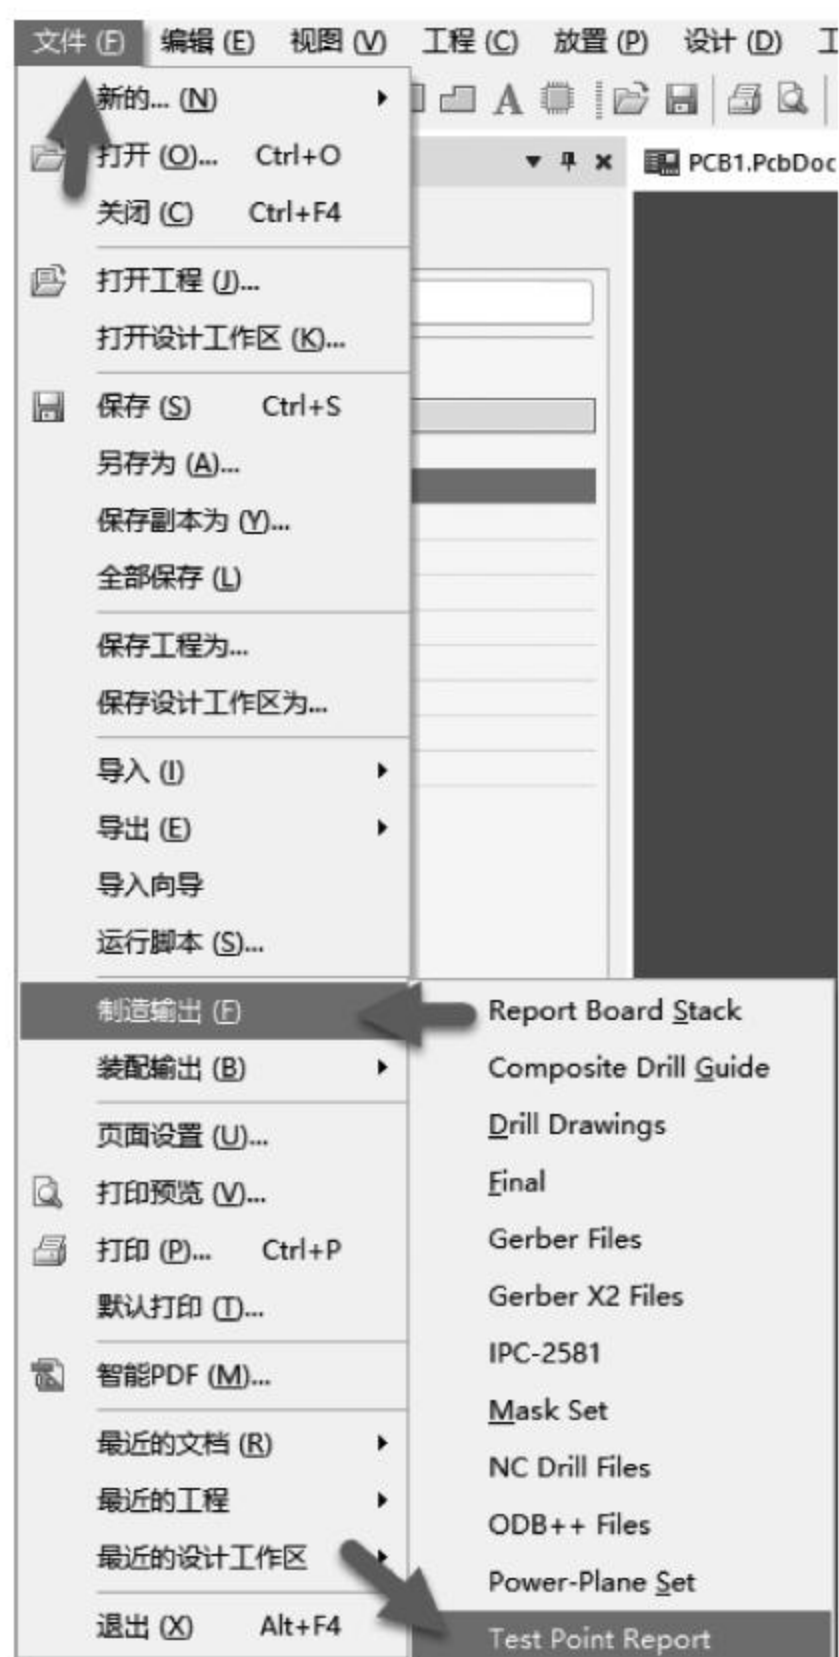 文件 (F) 编辑 (E) 视图 (V) 工程 (C) 放置 (P) 设计 (D)
新的... (N)
打开 (O)... Ctrl+O
PCB1.PcbDoc
关闭 (C) Ctrl+F4
打开工程 (J)...
打开设计工作区 (K)...
保存 (S) Ctrl+S
另存为 (A)...
保存副本为 (Y)...
全部保存 (L)
保存工程为...
保存设计工作区为...
导入 (I)
导出 (E)
导入向导
运行脚本 (S)...
制造输出 (F)
装配输出 (B)
页面设置 (U)...
打印预览 (V)...
打印 (P)... Ctrl+P
默认打印 (T)...
智能PDF (M)...
最近的文档 (R)
最近的工程
最近的设计工作区
退出 (X) Alt+F4
Report Board Stack
Composite Drill Guide
Drill Drawings
Final
Gerber Files
Gerber X2 Files
IPC-2581
Mask Set
NC Drill Files
ODB++ Files
Power-Plane Set
Test Point Report